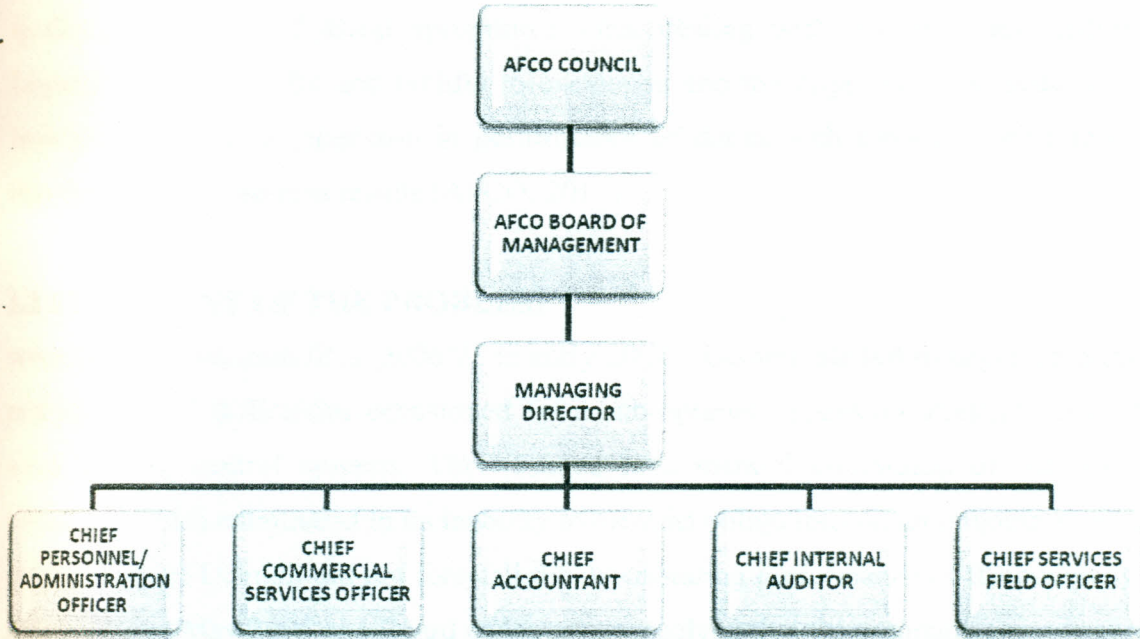 AFCO COUNCIL
AFCO BOARD OF
MANAGEMENT
MANAGING
DIRECTOR
CHIEF
PERSONNEL/
ADMINISTRATION
OFFICER
CHIEF
COMMERCIAL
SERVICES OFFICER
CHIEF
ACCOUNTANT
CHIEF INTERNAL
AUDITOR
CHIEF SERVICES
FIELD OFFICER